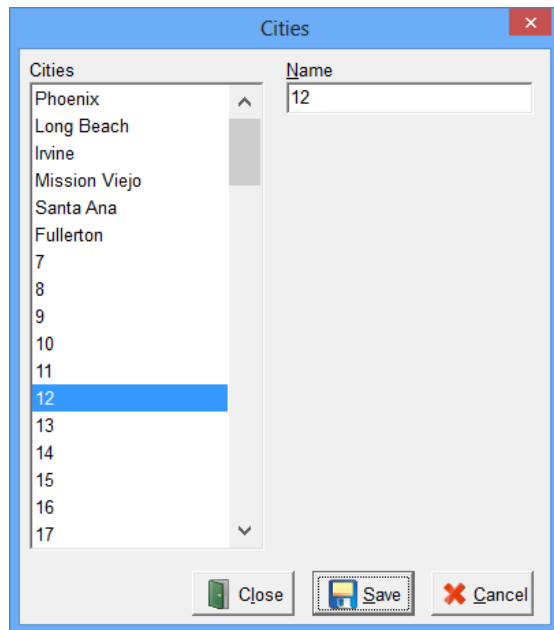 Cities
Cities
Phoenix
Long Beach
Irvine
Mission Viejo
Santa Ana
Fullerton
7
8
9
10
11
12
13
14
15
16
17
Name
12
Close
Save
Cancel